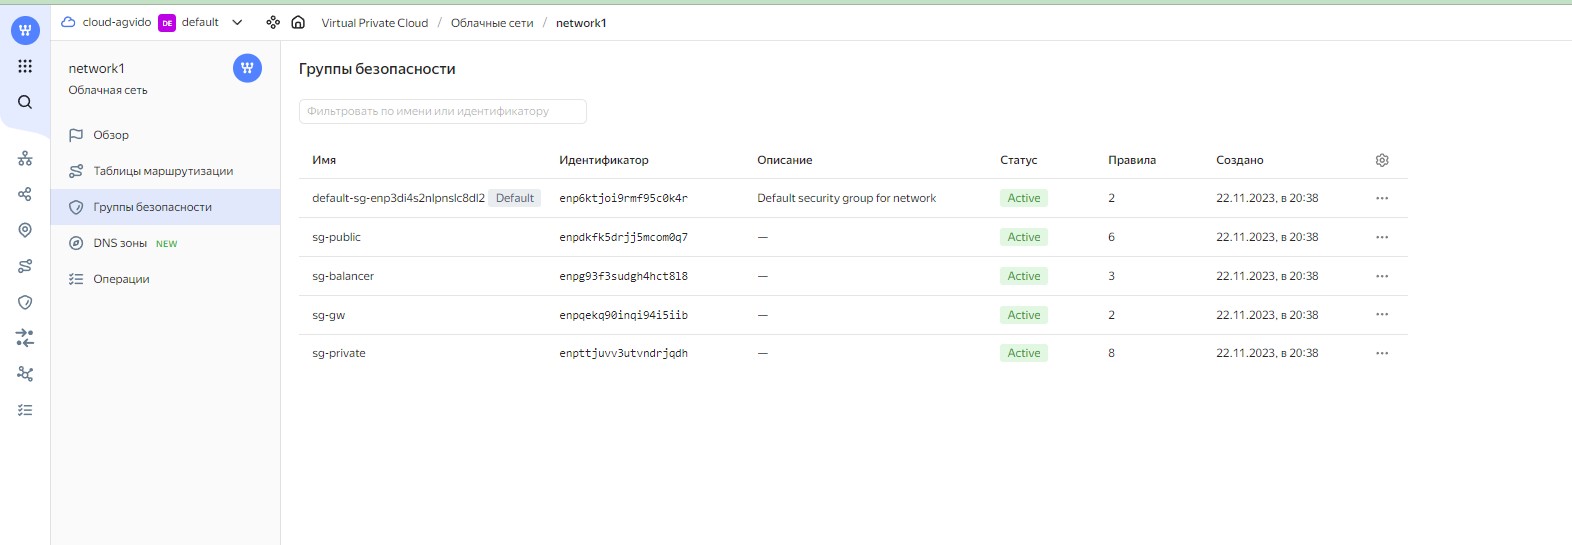 cloud-agvido DE default Virtual Private Cloud / Облачные сети / network1
network1
Облачная сеть
Обзор
Таблицы маршрутизации
Группы безопасности
DNS зоны NEW
Операции
Группы безопасности
Фильтровать по имени или идентификатору
Имя Идентификатор Описание Статус Правила Создано
default-sg-enp3di4s2nlpnslc8dl2 Default enp6ktjoi9rmf95c0k4r Default security group for network Active 2 22.11.2023, в 20:38
sg-public enpdkfk5drjj5mcom0q7 — Active 6 22.11.2023, в 20:38
sg-balancer enpg93f3sudgh4hct818 — Active 3 22.11.2023, в 20:38
sg-gw enpqekq90inqi94i5iib — Active 2 22.11.2023, в 20:38
sg-private enpttjuvv3utvndrjqdh — Active 8 22.11.2023, в 20:38